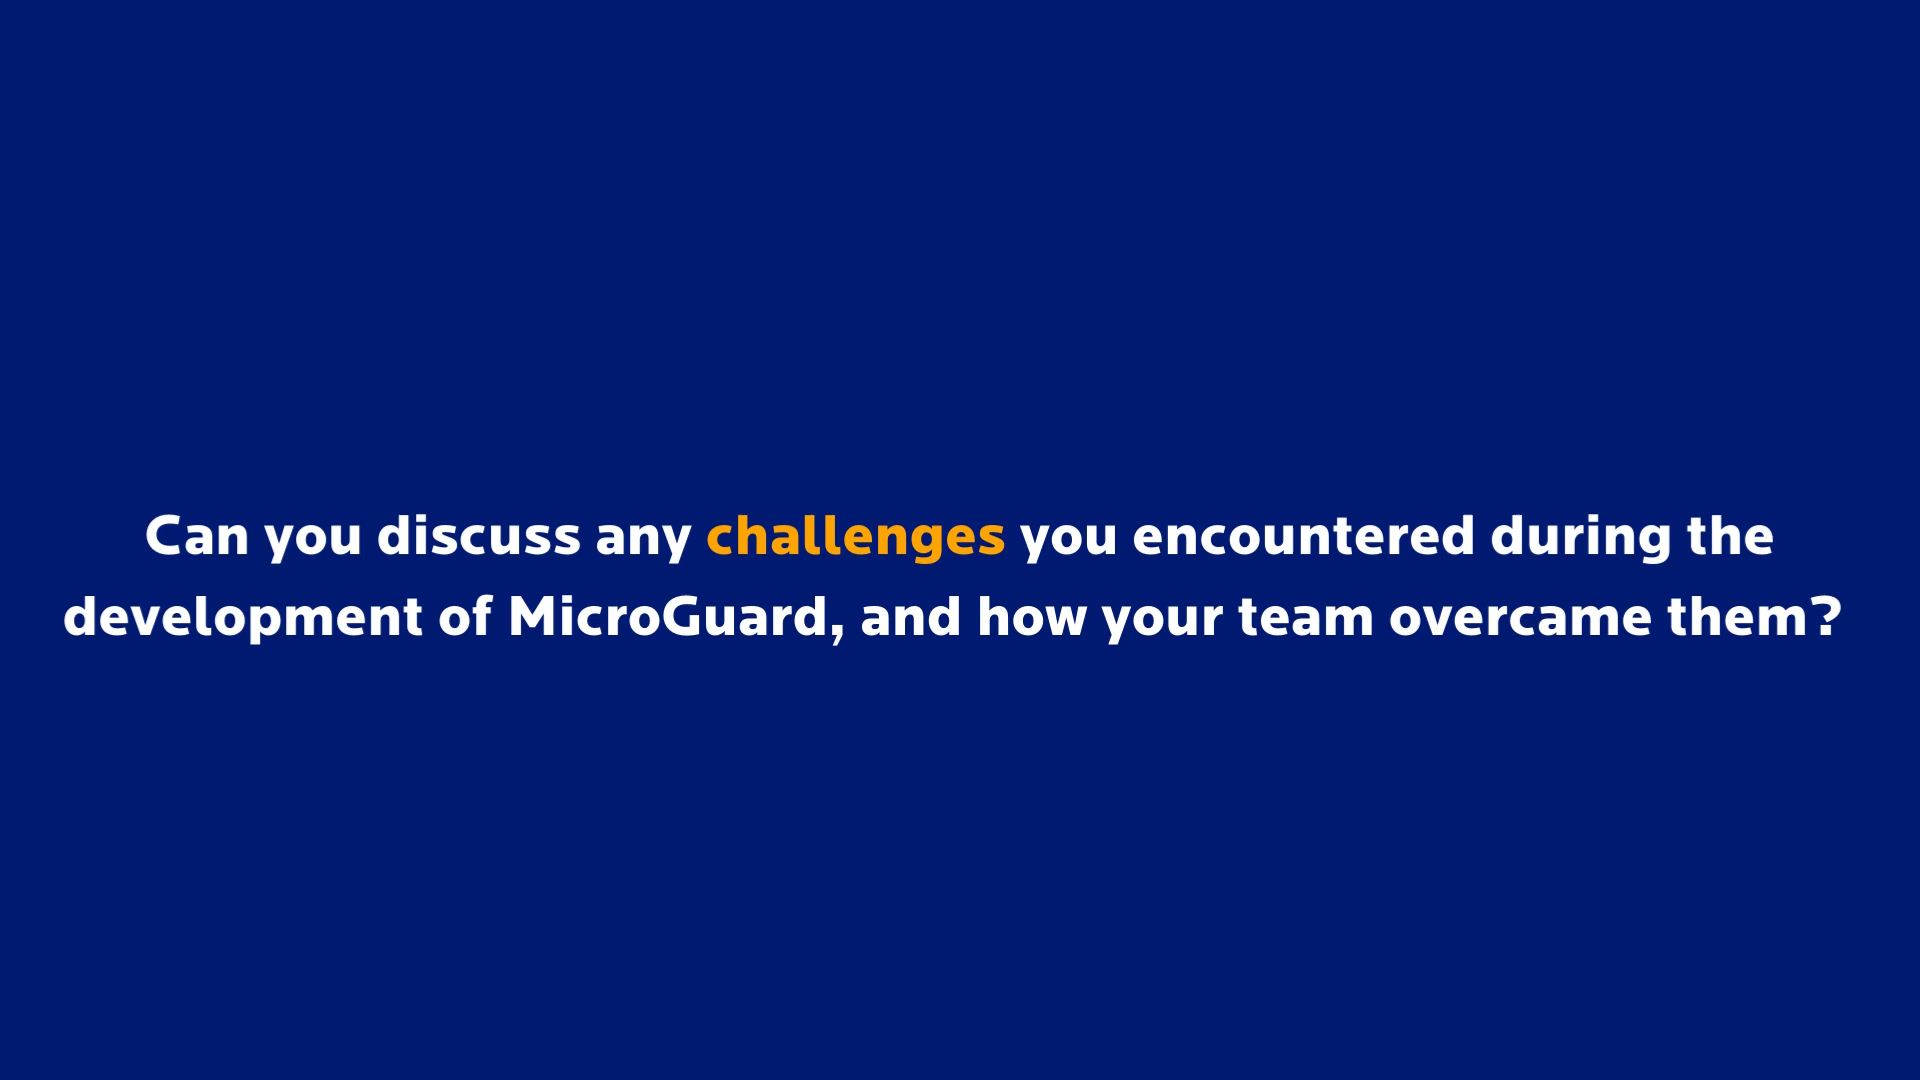 Can you discuss any challenges you encountered during the
development of MicroGuard, and how your team overcame them?